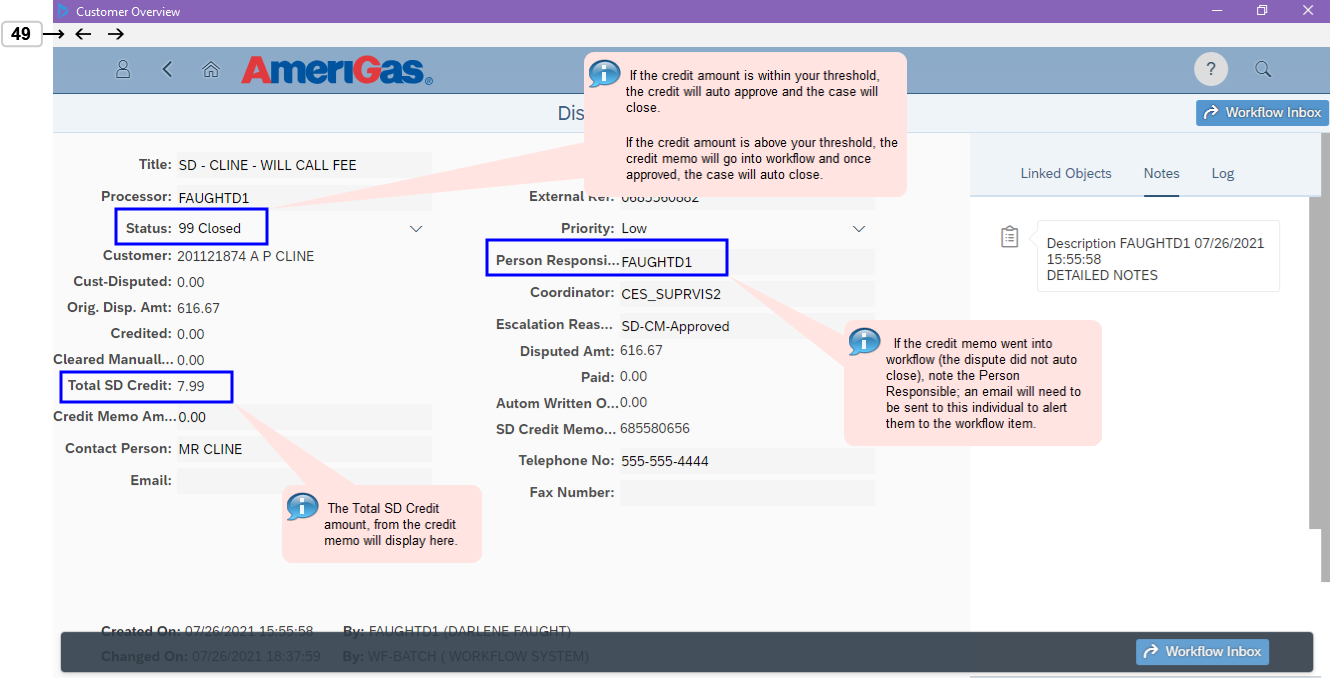 Customer Overview
49
AmeriGas
?
Dis
Workflow Inbox
If the credit amount is within your threshold,
the credit will auto approve and the case will
close.
If the credit amount is above your threshold, the
credit memo will go into workflow and once
approved, the case will auto close.
Title: SD - CLINE - WILL CALL FEE
Processor: FAUGHTD1
Status: 99 Closed
Customer: 201121874 A P CLINE
Cust-Disputed: 0.00
Orig. Disp. Amt: 616.67
Credited: 0.00
Cleared Manuall... 0.00
Total SD Credit: 7.99
Credit Memo Am... 0.00
Contact Person: MR CLINE
Email:
External Ref: 0685560882
Priority: Low
Person Responsi... FAUGHTD1
Coordinator: CES_SUPRVIS2
Escalation Reas... SD-CM-Approved
Disputed Amt: 616.67
Paid: 0.00
Autom Written O... 0.00
SD Credit Memo... 685580656
Telephone No: 555-555-4444
Fax Number:
Linked Objects
Notes
Log
Description FAUGHTD1 07/26/2021
15:55:58
DETAILED NOTES
If the credit memo went into
workflow (the dispute did not auto
close), note the Person
Responsible; an email will need to
be sent to this individual to alert
them to the workflow item.
The Total SD Credit
amount, from the credit
memo will display here.
Created On: 07/26/2021 15:55:58 By: FAUGHTD1 (DARLENE FAUGHT)
Changed On: 07/26/2021 18:37:59 By: WF-BATCH ( WORKFLOW SYSTEM)
Workflow Inbox